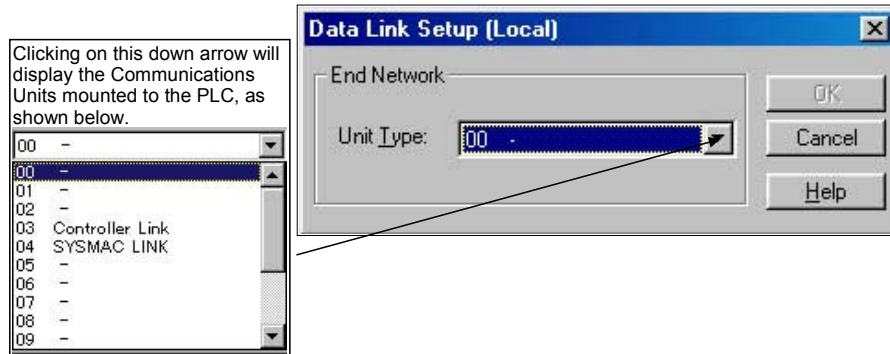 Clicking on this down arrow will
display the Communications
Units mounted to the PLC, as
shown below.
00 -
00 -
01 -
02 -
03 Controller Link
04 SYSMAC LINK
05 -
06 -
07 -
08 -
09 -
Data Link Setup (Local)
End Network
Unit Type:
00 -
OK
Cancel
Help